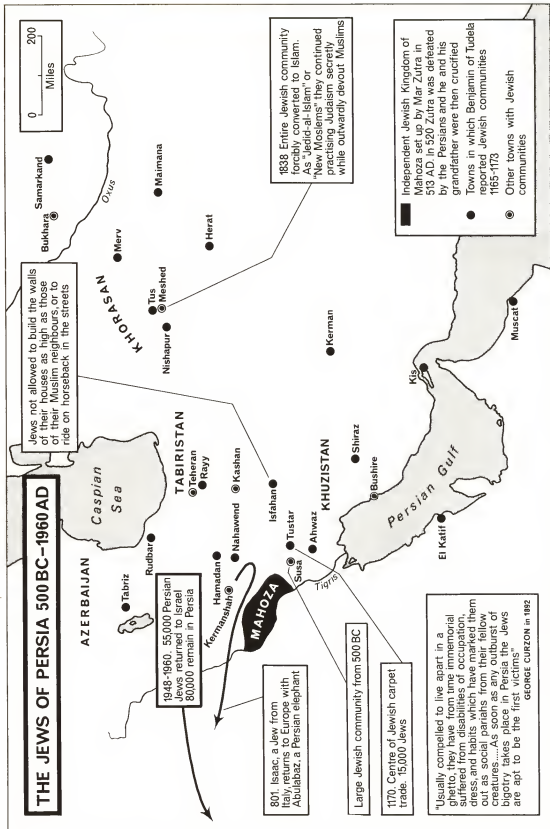 THE JEWS OF PERSIA 500 BC–1960 AD
Jews not allowed to build the walls
of their houses as high as those
of their Muslim neighbours, or to
ride on horseback in the streets
0 200
Miles
Samarkand
Bukhara
Oxus
Maimana
Merv
Herat
KHORASAN
Tus
Meshed
Nishapur
1838 Entire Jewish community
forcibly converted to Islam.
As "Jedid-al-Islam" or
"New Moslems" they continued
practising Judaism secretly
while outwardly devout Muslims
Caspian
Sea
AZERBAIJAN
Tabriz
Rudbar
TABIRISTAN
Teheran
Rayy
Kashan
Hamadan
Nahawend
Kermanshah
Isfahan
MAHOZA
Tustar
Susa
Ahwaz
Tigris
KHUZISTAN
Shiraz
Bushire
Kerman
Persian Gulf
Kis
El Katif
Muscat
1948-1960. 55,000 Persian
Jews returned to Israel
80,000 remain in Persia
801. Isaac, a Jew from
Italy, returns to Europe with
Abulabaz, a Persian elephant
Large Jewish community from 500 BC
1170. Centre of Jewish carpet
trade. 15,000 Jews
"Usually compelled to live apart in a
ghetto, they have from time immemorial
suffered from disabilities of occupation,
dress, and habits which have marked them
out as social pariahs from their fellow
creatures.....As soon as any outburst of
bigotry takes place in Persia the Jews
are apt to be the first victims"
GEORGE CURZON in 1892
Independent Jewish Kingdom of
Mahoza set up by Mar Zutra in
513 AD. In 520 Zutra was defeated
by the Persians and he and his
grandfather were then crucified
Towns in which Benjamin of Tudela
reported Jewish communities
1165-1173
Other towns with Jewish
communities